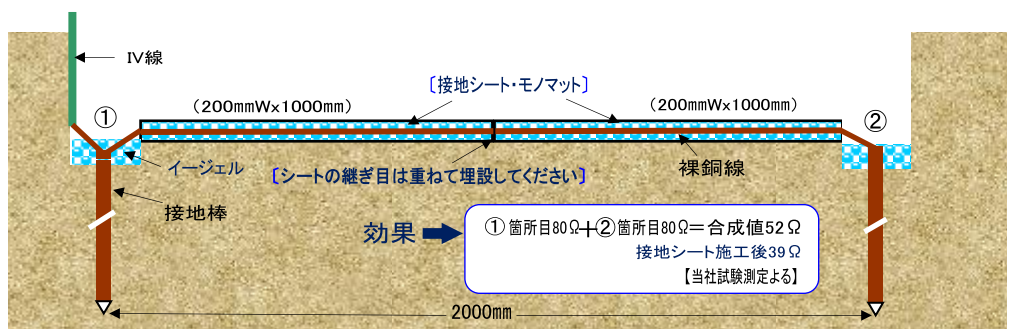 IV線
〔接地シート・モノマット〕
（200mmW×1000mm）
（200mmW×1000mm）
①
②
イージェル
〔シートの継ぎ目は重ねて埋設してください〕
裸銅線
接地棒
効果
①箇所目80Ω＋②箇所目80Ω＝合成値52Ω
接地シート施工後39Ω
【当社試験測定よる】
2000mm